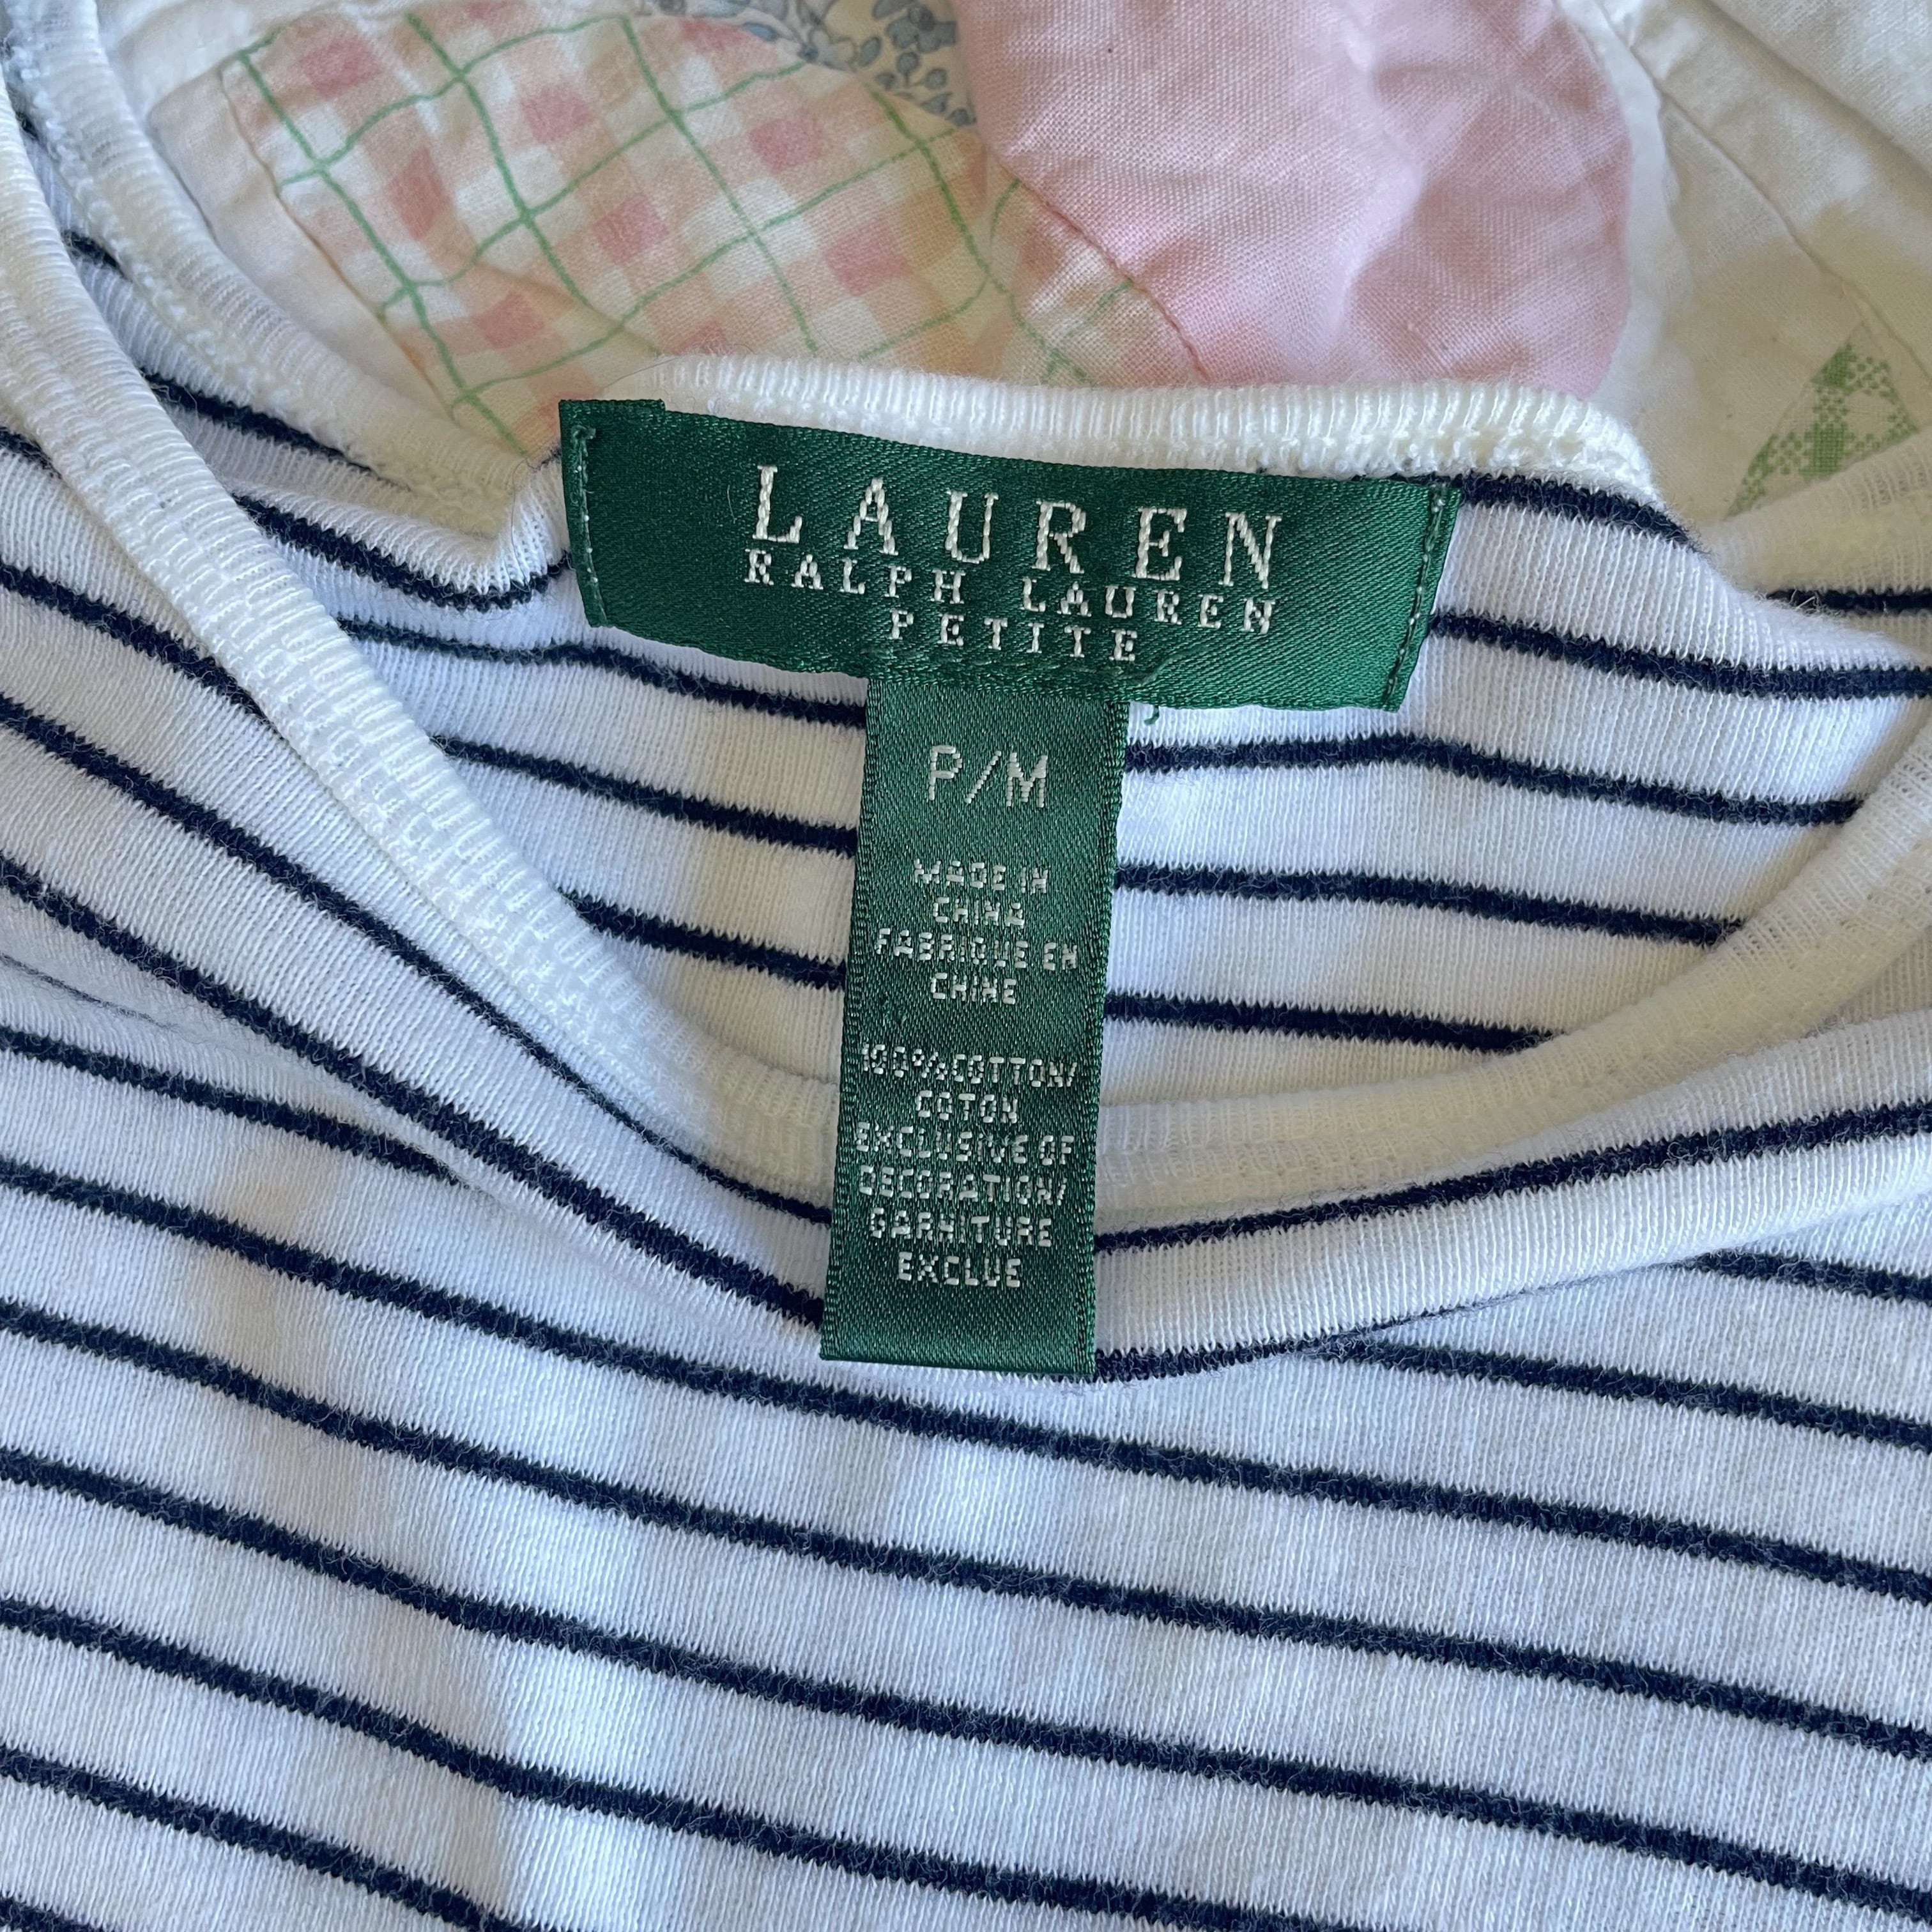 LAUREN
RALPH LAUREN
PETITE
P/M
MADE IN
CHINA
FABRIQUE EN
CHINE
100%COTTON/
COTON
EXCLUSIVE OF
DECORATION/
GARNITURE
EXCLUE